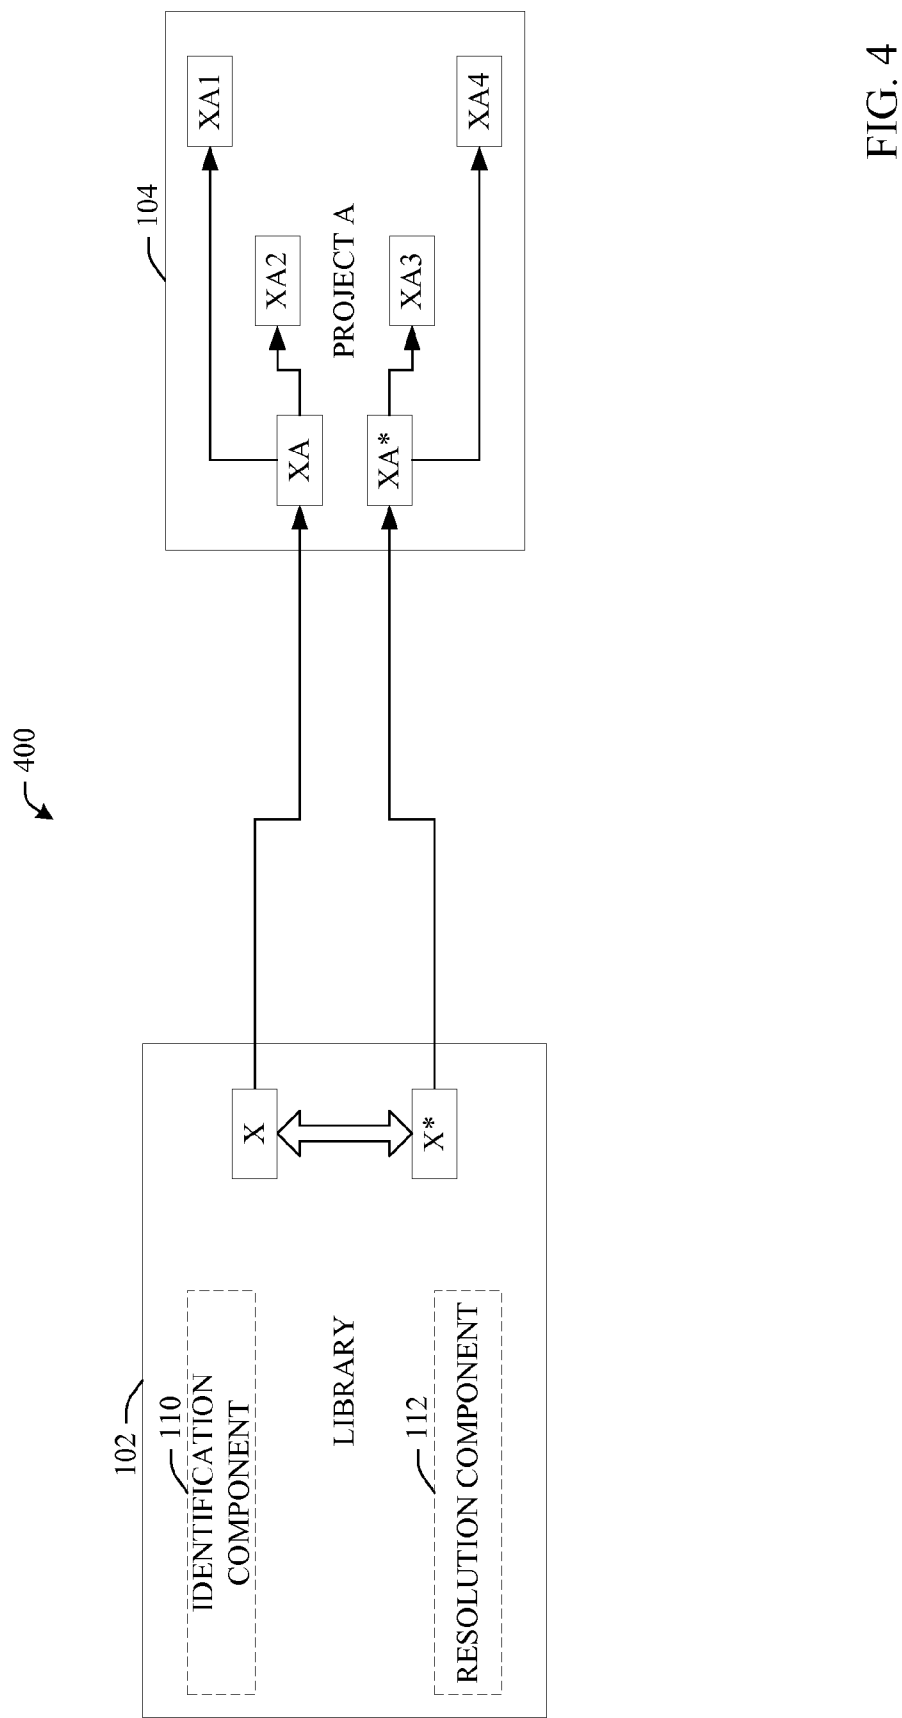 400
102
110
IDENTIFICATION
COMPONENT
LIBRARY
112
RESOLUTION COMPONENT
X
X*
104
XA
XA*
XA2
XA1
PROJECT A
XA3
XA4
FIG. 4